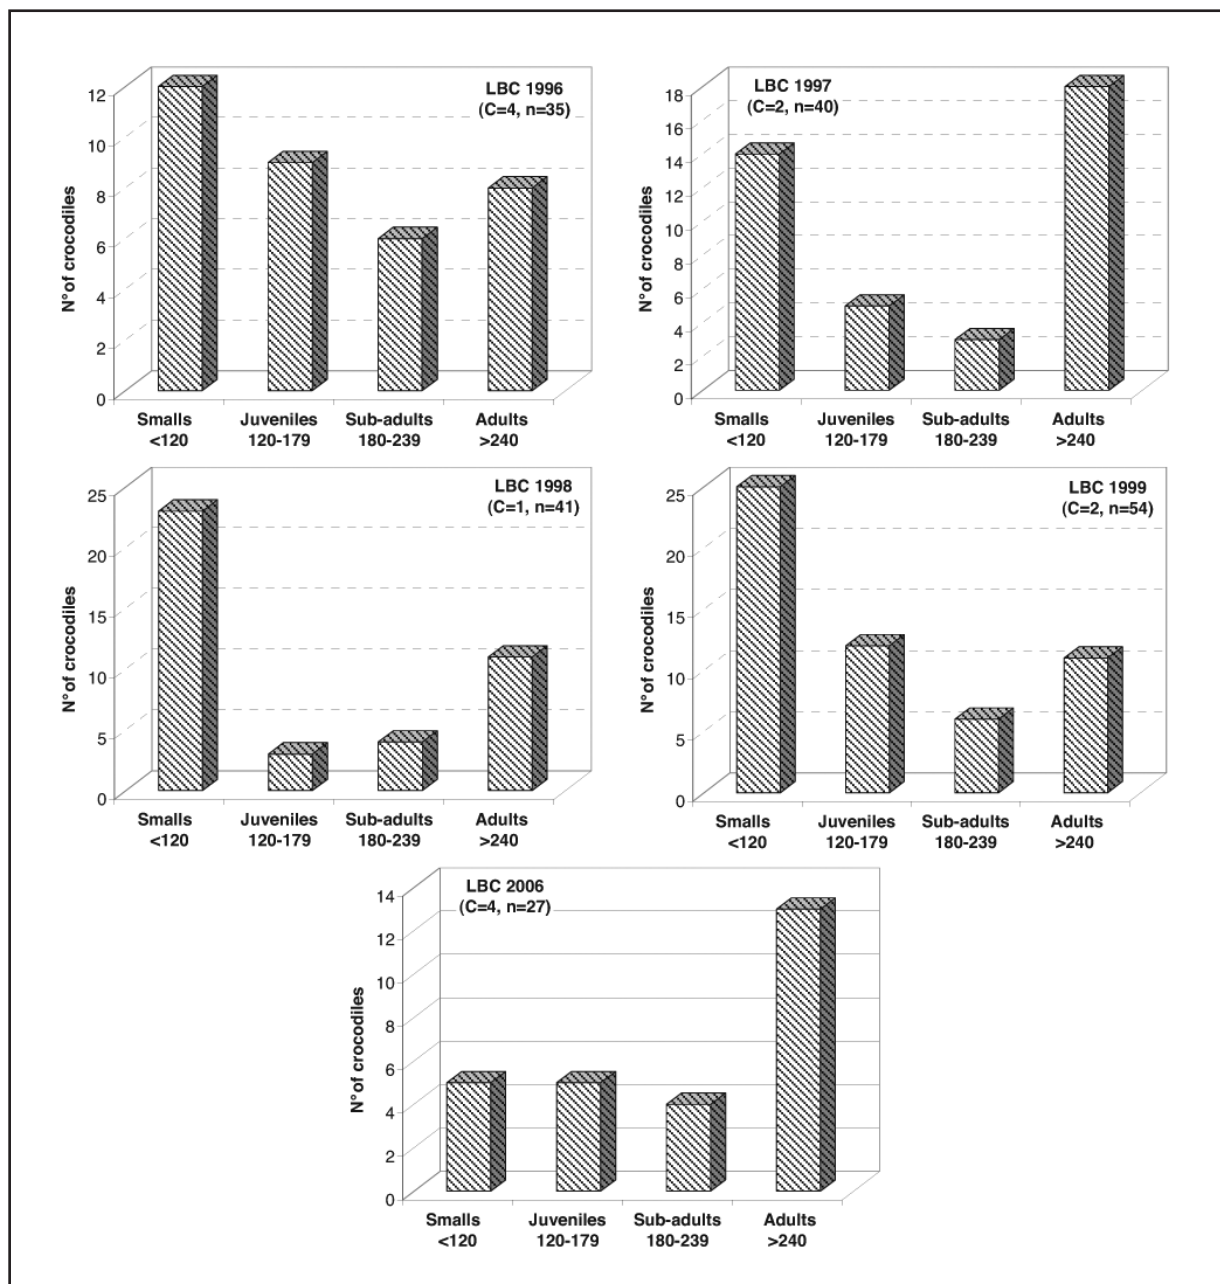 LBC 1996
(C=4, n=35)
N°of crocodiles
12
10
8
6
4
2
0
Smalls Juveniles Sub-adults Adults
<120 120-179 180-239 >240
LBC 1997
(C=2, n=40)
N°of crocodiles
18
16
14
12
10
8
6
4
2
0
Smalls Juveniles Sub-adults Adults
<120 120-179 180-239 >240
LBC 1998
(C=1, n=41)
N°of crocodiles
25
20
15
10
5
0
Smalls Juveniles Sub-adults Adults
<120 120-179 180-239 >240
LBC 1999
(C=2, n=54)
N°of crocodiles
25
20
15
10
5
0
Smalls Juveniles Sub-adults Adults
<120 120-179 180-239 >240
LBC 2006
(C=4, n=27)
N°of crocodiles
14
12
10
8
6
4
2
0
Smalls Juveniles Sub-adults Adults
<120 120-179 180-239 >240